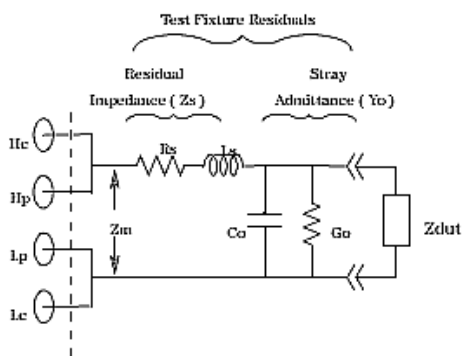 Test Fixture Residuals
Residual
Impedance ( Zs )
Stray
Admittance ( Yo )
Hc
Rs
Ls
Hp
Zm
Co
Go
Zdut
Lp
Lc